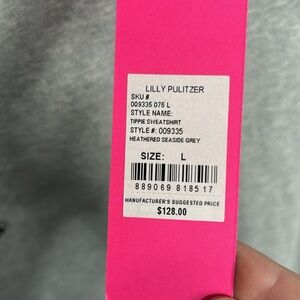 LILLY PULITZER
SKU #
009335 075 L
STYLE NAME:
TIPPIE SWEATSHIRT
STYLE #: 009335
HEATHERED SEASIDE GREY
SIZE: L
889069 818517
MANUFACTURER'S SUGGESTED PRICE
$128.00